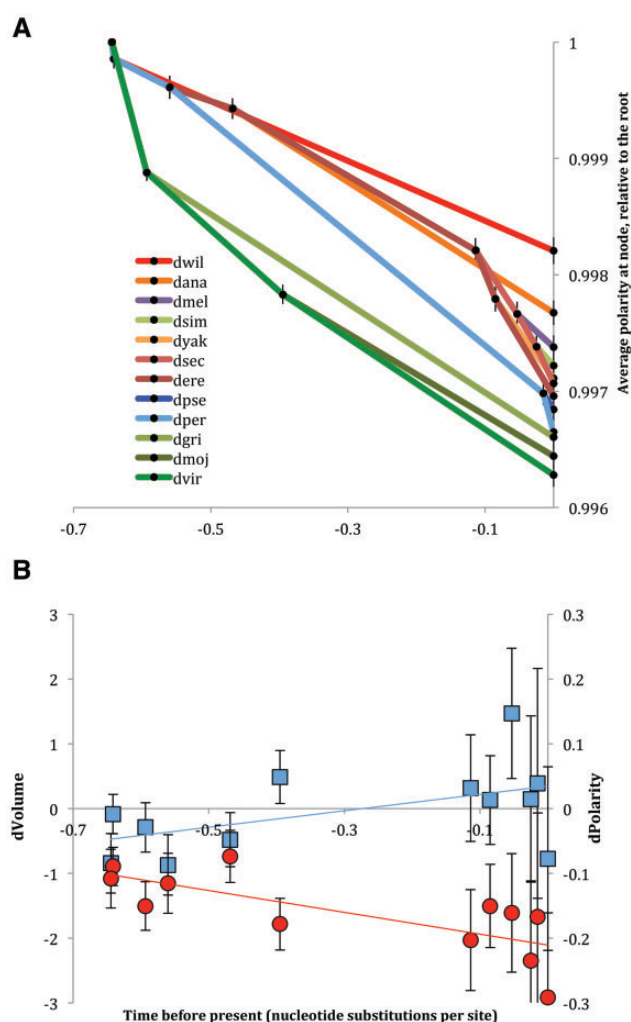 A
1
0.999
0.998
0.997
0.996
Average polarity at node, relative to the root
dwil
dana
dmel
dsim
dyak
dsec
dere
dpse
dper
dgri
dmoj
dvir
-0.7 -0.5 -0.3 -0.1
B
3 0.3
2 0.2
1 0.1
0 0
-0.7 -0.5 -0.3 -0.1
-1 -0.1
-2 -0.2
-3 -0.3
dVolume
dPolarity
Time before present (nucleotide substitutions per site)